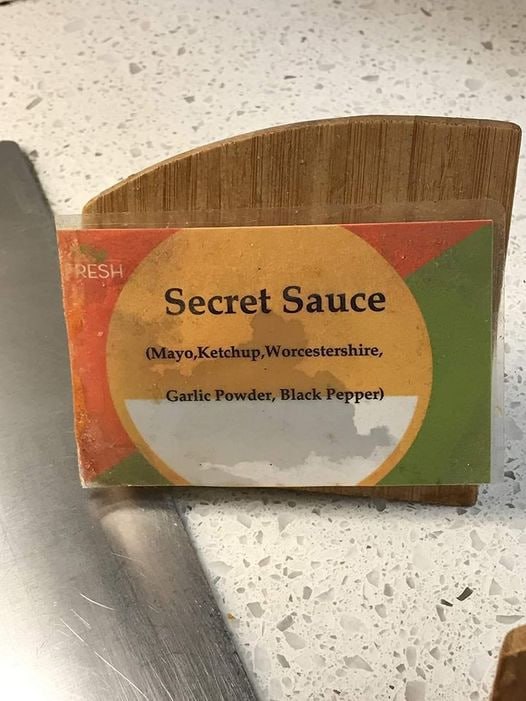 RESH
Secret Sauce
(Mayo,Ketchup,Worcestershire,
Garlic Powder, Black Pepper)